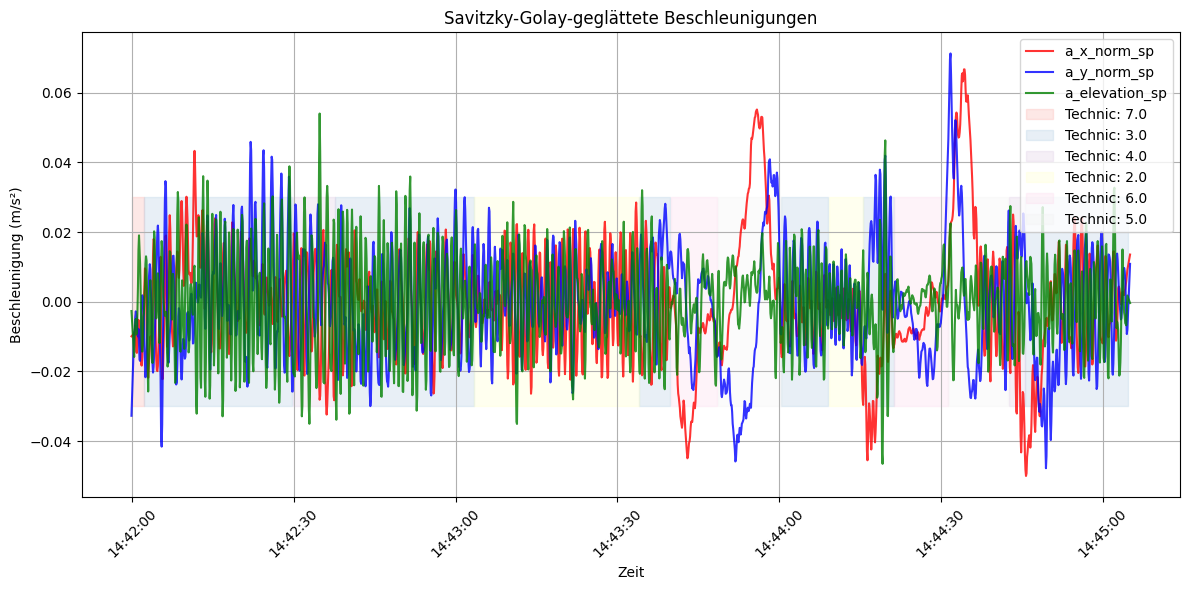 Savitzky-Golay-geglättete Beschleunigungen
Beschleunigung (m/s²)
0.06
0.04
0.02
0.00
−0.02
−0.04
a_x_norm_sp
a_y_norm_sp
a_elevation_sp
Technic: 7.0
Technic: 3.0
Technic: 4.0
Technic: 2.0
Technic: 6.0
Technic: 5.0
14:42:00
14:42:30
14:43:00
14:43:30
14:44:00
14:44:30
14:45:00
Zeit